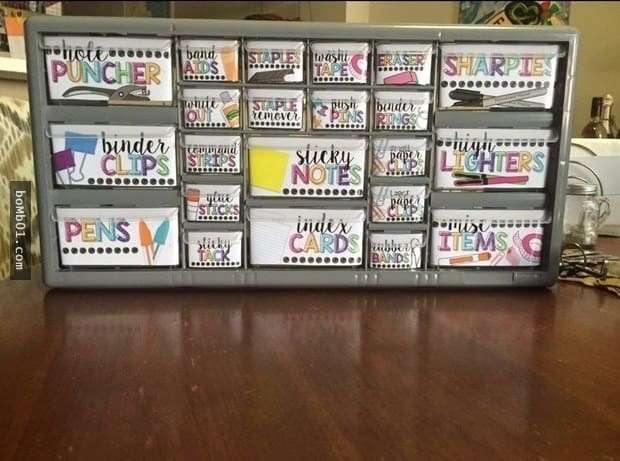 hole
PUNCHER
band
AIDS
STAPLES
washi
TAPE
ERASER
SHARPIES
white
OUT
STAPLE
remover
push
PINS
binder
RINGS
binder
CLIPS
command
STRIPS
sticky
NOTES
small
paper
CLIPS
high
LIGHTERS
glue
STICKS
large
paper
CLIPS
PENS
sticky
TACK
index
CARDS
rubber
BANDS
misc
ITEMS
bomb01.com